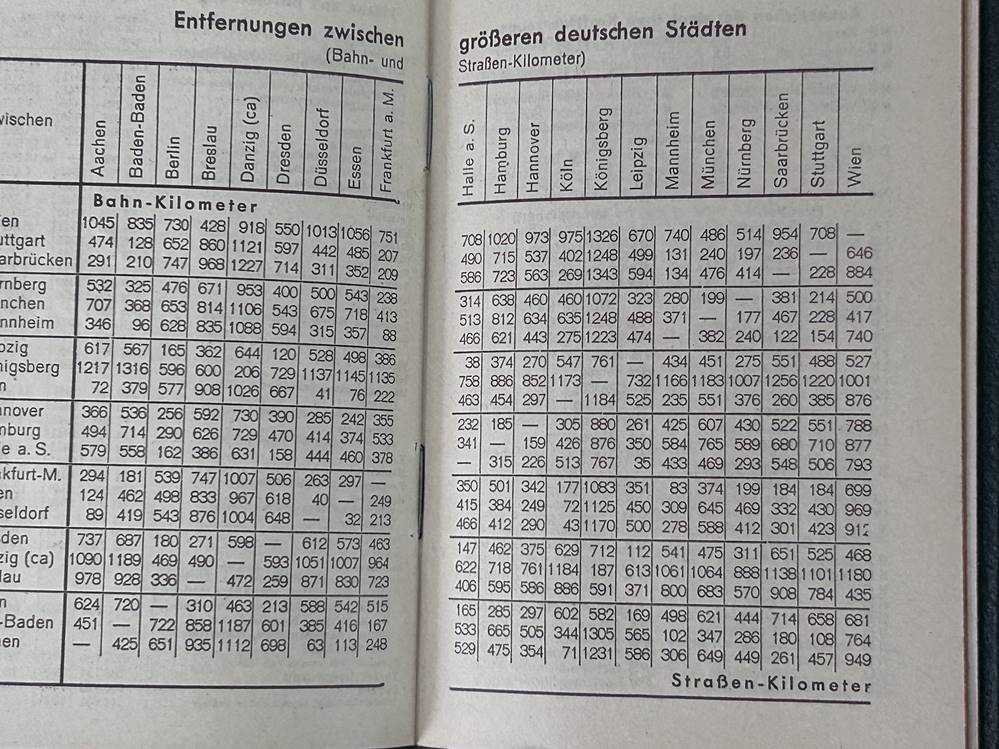 Entfernungen zwischen
(Bahn- und
ischen Aachen Baden-Baden Berlin Breslau Danzig (ca) Dresden Düsseldorf Essen Frankfurt a. M.
Bahn-Kilometer
en 1045 835 730 428 918 550 1013 1056 751
uttgart 474 128 652 860 1121 597 442 485 207
arbrücken 291 210 747 968 1227 714 311 352 209
rnberg 532 325 476 671 953 400 500 543 238
nchen 707 368 653 814 1106 543 675 718 413
nnheim 346 96 628 835 1088 594 315 357 88
pzig 617 567 165 362 644 120 528 498 386
nigsberg 1217 1316 596 600 206 729 1137 1145 1135
n 72 379 577 908 1026 667 41 76 222
nover 366 536 256 592 730 390 285 242 355
mburg 494 714 290 626 729 470 414 374 533
e a. S. 579 558 162 386 631 158 444 460 378
kfurt-M. 294 181 539 747 1007 506 263 297 —
en 124 462 498 833 967 618 40 — 249
seldorf 89 419 543 876 1004 648 — 32 213
sden 737 687 180 271 598 — 612 573 463
zig (ca) 1090 1189 469 490 — 593 1051 1007 964
lau 978 928 336 — 472 259 871 830 723
n 624 720 — 310 463 213 588 542 515
-Baden 451 — 722 858 1187 601 385 416 167
en — 425 651 935 1112 698 63 113 248
größeren deutschen Städten
Straßen-Kilometer)
Halle a. S. Hamburg Hannover Köln Königsberg Leipzig Mannheim München Nürnberg Saarbrücken Stuttgart Wien
708 1020 973 975 1326 670 740 486 514 954 708 —
490 715 537 402 1248 499 131 240 197 236 — 646
586 723 563 269 1343 594 134 476 414 — 228 884
314 638 460 460 1072 323 280 199 — 381 214 500
513 812 634 635 1248 488 371 — 177 467 228 417
466 621 443 275 1223 474 — 382 240 122 154 740
38 374 270 547 761 — 434 451 275 551 488 527
758 886 852 1173 — 732 1166 1183 1007 1256 1220 1001
463 454 297 — 1184 525 235 551 376 260 385 876
232 185 — 305 880 261 425 607 430 522 551 788
341 — 159 426 876 350 584 765 589 680 710 877
— 315 226 513 767 35 433 469 293 548 506 793
350 501 342 177 1083 351 83 374 199 184 184 699
415 384 249 72 1125 450 309 645 469 332 430 969
466 412 290 43 1170 500 278 588 412 301 423 912
147 462 375 629 712 112 541 475 311 651 525 468
622 718 761 1184 187 613 1061 1064 888 1138 1101 1180
406 595 586 886 591 371 800 683 570 908 784 435
165 285 297 602 582 169 498 621 444 714 658 681
533 665 505 344 1305 565 102 347 286 180 108 764
529 475 354 71 1231 586 306 649 449 261 457 949
Straßen-Kilometer